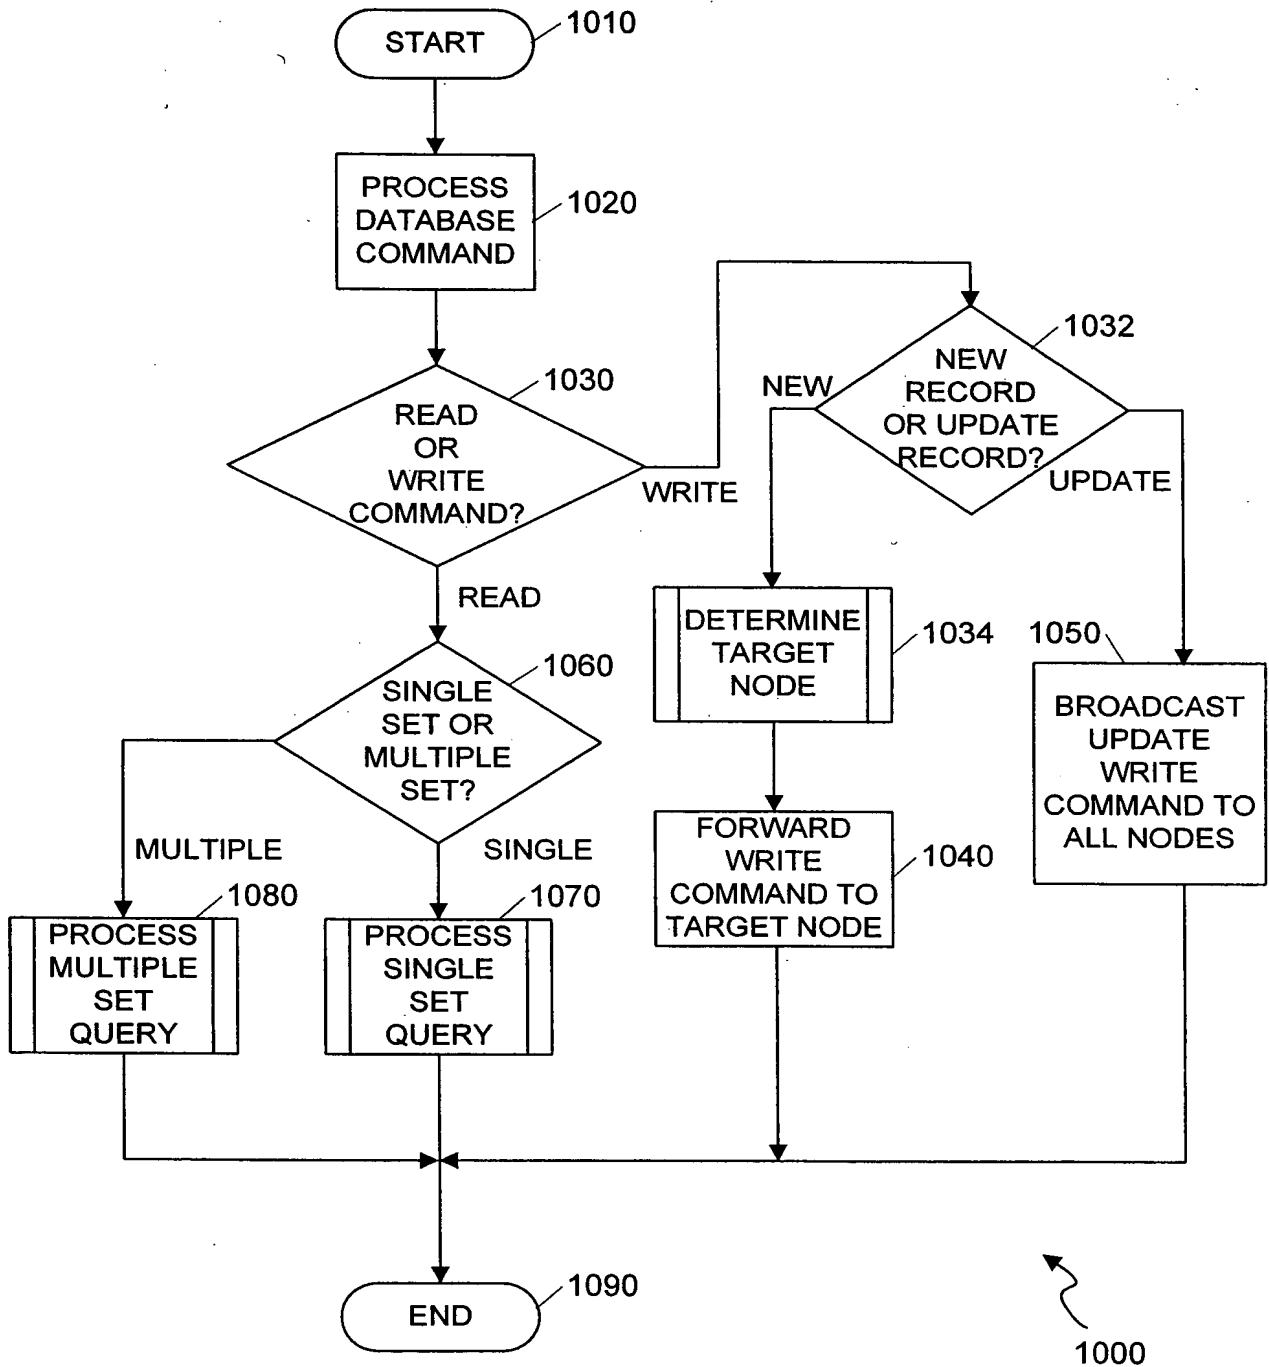 START
1010
PROCESS
DATABASE
COMMAND
1020
READ
OR
WRITE
COMMAND?
1030
WRITE
READ
NEW
RECORD
OR UPDATE
RECORD?
1032
NEW
UPDATE
DETERMINE
TARGET
NODE
1034
FORWARD
WRITE
COMMAND TO
TARGET NODE
1040
1050
BROADCAST
UPDATE
WRITE
COMMAND TO
ALL NODES
SINGLE
SET OR
MULTIPLE
SET?
1060
MULTIPLE
SINGLE
1080
PROCESS
MULTIPLE
SET
QUERY
1070
PROCESS
SINGLE
SET
QUERY
END
1090
1000